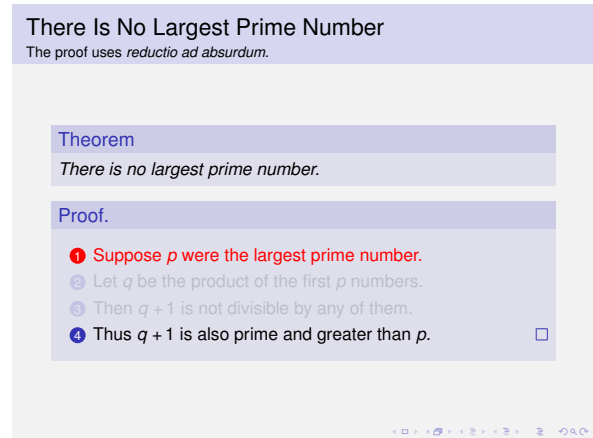 There Is No Largest Prime Number
The proof uses reductio ad absurdum.
Theorem
There is no largest prime number.
Proof.
1 Suppose p were the largest prime number.
2 Let q be the product of the first p numbers.
3 Then q + 1 is not divisible by any of them.
4 Thus q + 1 is also prime and greater than p.